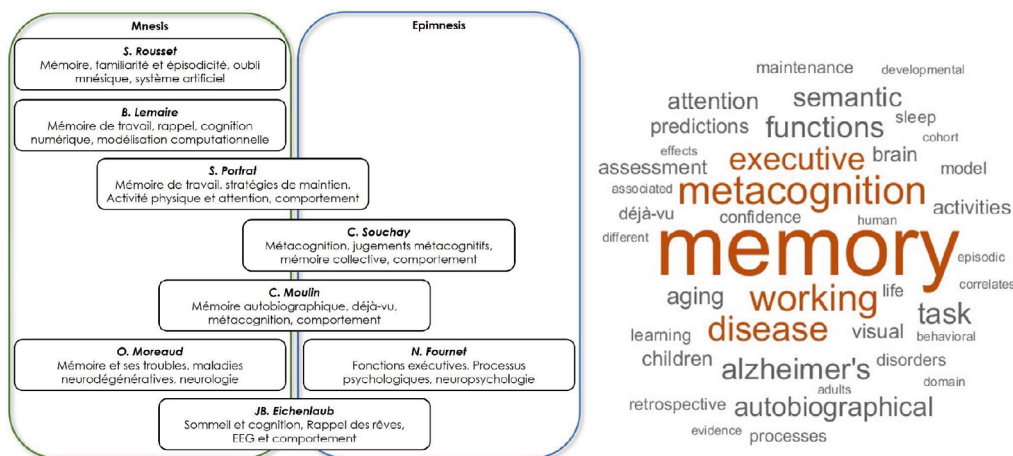 Mnesis
Epimnesis
S. Rousset
Mémoire, familiarité et épisodicité, oubli
mnésique, système artificiel
B. Lemaire
Mémoire de travail, rappel, cognition
numérique, modélisation computationnelle
S. Portrat
Mémoire de travail, stratégies de maintien,
Activité physique et attention, comportement
C. Souchay
Métacognition, jugements métacognitifs,
mémoire collective, comportement
C. Moulin
Mémoire autobiographique, déjà-vu,
métacognition, comportement
O. Moreaud
Mémoire et ses troubles, maladies
neurodégénératives, neurologie
N. Fournet
Fonctions exécutives, Processus
psychologiques, neuropsychologie
JB. Eichenlaub
Sommeil et cognition, Rappel des rêves,
EEG et comportement
maintenance developmental
attention semantic
predictions functions sleep
cohort
effects executive brain
assessment model
associated metacognition
déjà-vu confidence activities
human
different memory
episodic
aging working life correlates
task
learning disease visual behavioral
children alzheimer's disorders
adults domain
retrospective autobiographical
evidence processes